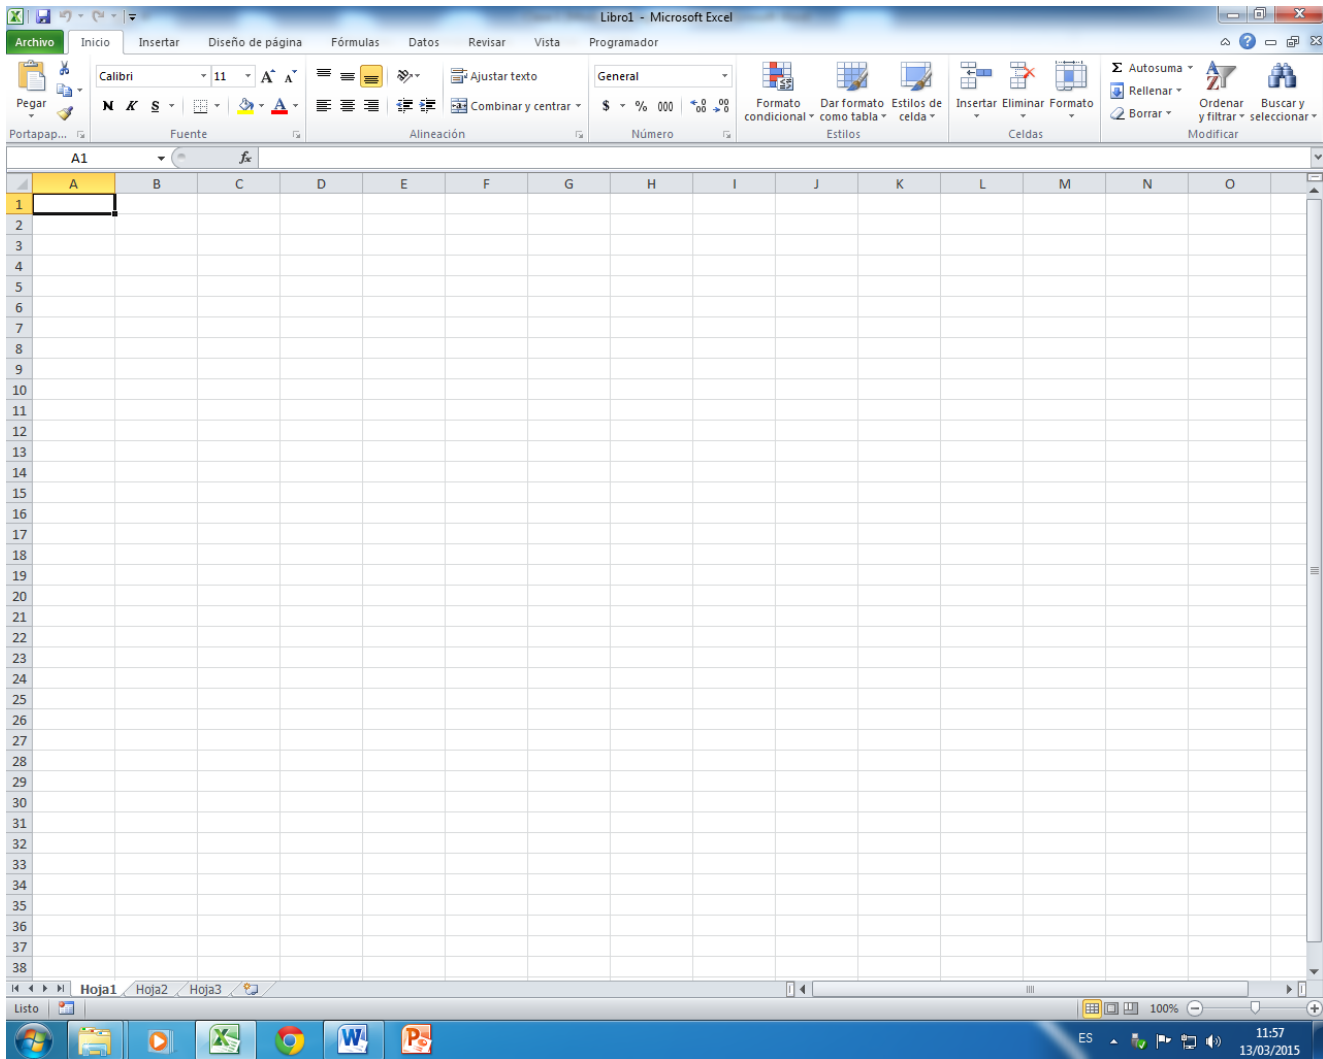 Libro1 - Microsoft Excel
Archivo Inicio Insertar Diseño de página Fórmulas Datos Revisar Vista Programador
Pegar
Portapap...
Calibri 11 A A
N K S A
Fuente
Ajustar texto
Combinar y centrar
Alineación
General
$ % 000
Número
Formato condicional
Dar formato como tabla
Estilos de celda
Estilos
Insertar Eliminar Formato
Celdas
Σ Autosuma
Rellenar
Borrar
Ordenar y filtrar
Buscar y seleccionar
Modificar
A1 fx
A B C D E F G H I J K L M N O
1
2
3
4
5
6
7
8
9
10
11
12
13
14
15
16
17
18
19
20
21
22
23
24
25
26
27
28
29
30
31
32
33
34
35
36
37
38
Hoja1 Hoja2 Hoja3
Listo 100%
ES 11:57
13/03/2015